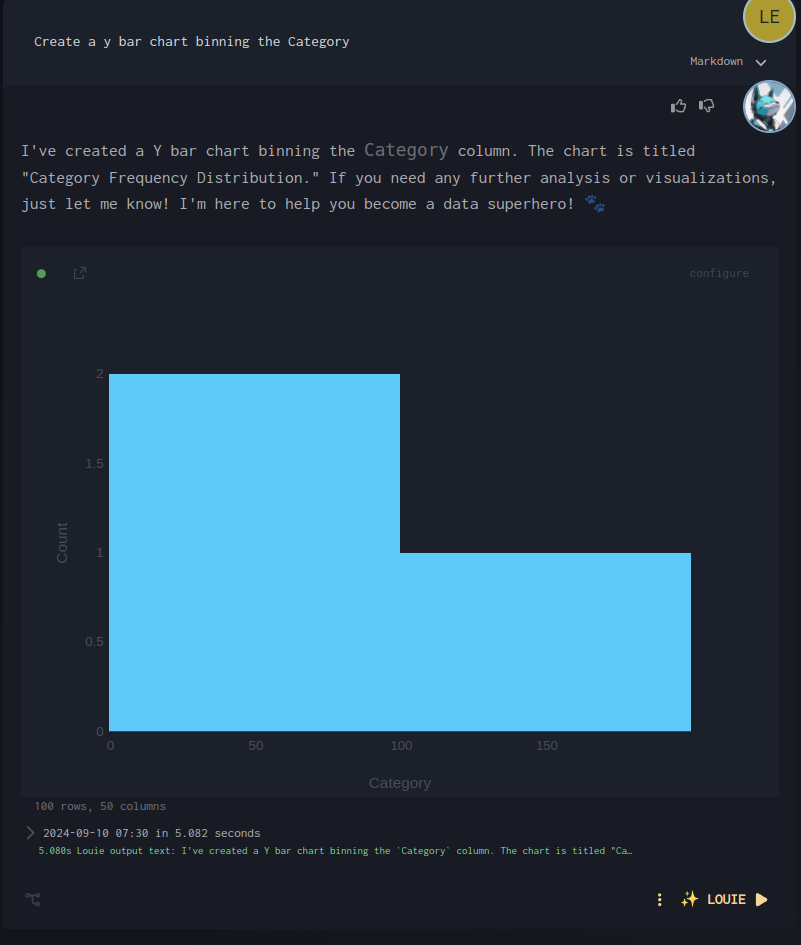 LE
Create a y bar chart binning the Category
Markdown
I've created a Y bar chart binning the Category column. The chart is titled
"Category Frequency Distribution." If you need any further analysis or visualizations,
just let me know! I'm here to help you become a data superhero! 🐾
configure
2
1.5
1
0.5
0
Count
0 50 100 150
Category
100 rows, 50 columns
2024-09-10 07:30 in 5.082 seconds
5.080s Louie output text: I've created a Y bar chart binning the `Category` column. The chart is titled "Ca…
✨ LOUIE